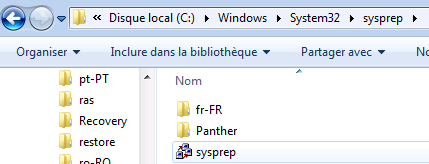 Disque local (C:) Windows System32 sysprep
Organiser Inclure dans la bibliothèque Partager avec
Nom
pt-PT
ras
Recovery
restore
fr-FR
Panther
sysprep